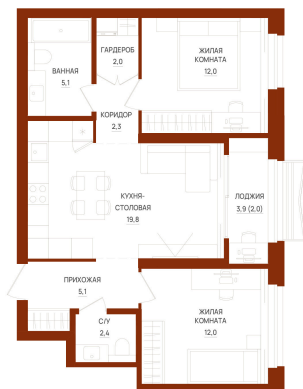 ГАРДЕРОБ
2,0
ЖИЛАЯ
КОМНАТА
12,0
ВАННАЯ
5,1
КОРИДОР
2,3
КУХНЯ-
СТОЛОВАЯ
19,8
ЛОДЖИЯ
3,9 (2,0)
ПРИХОЖАЯ
5,1
С/У
2,4
ЖИЛАЯ
КОМНАТА
12,0